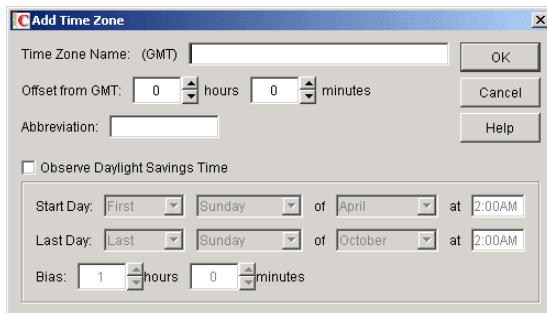 Add Time Zone
Time Zone Name: (GMT)
OK
Offset from GMT: 0 hours 0 minutes
Cancel
Abbreviation:
Help
Observe Daylight Savings Time
Start Day: First Sunday of April at 2:00AM
Last Day: Last Sunday of October at 2:00AM
Bias: 1 hours 0 minutes